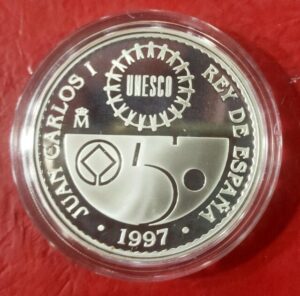 JUAN CARLOS I REY DE ESPAÑA
UNESCO
M
50
· 1997 ·